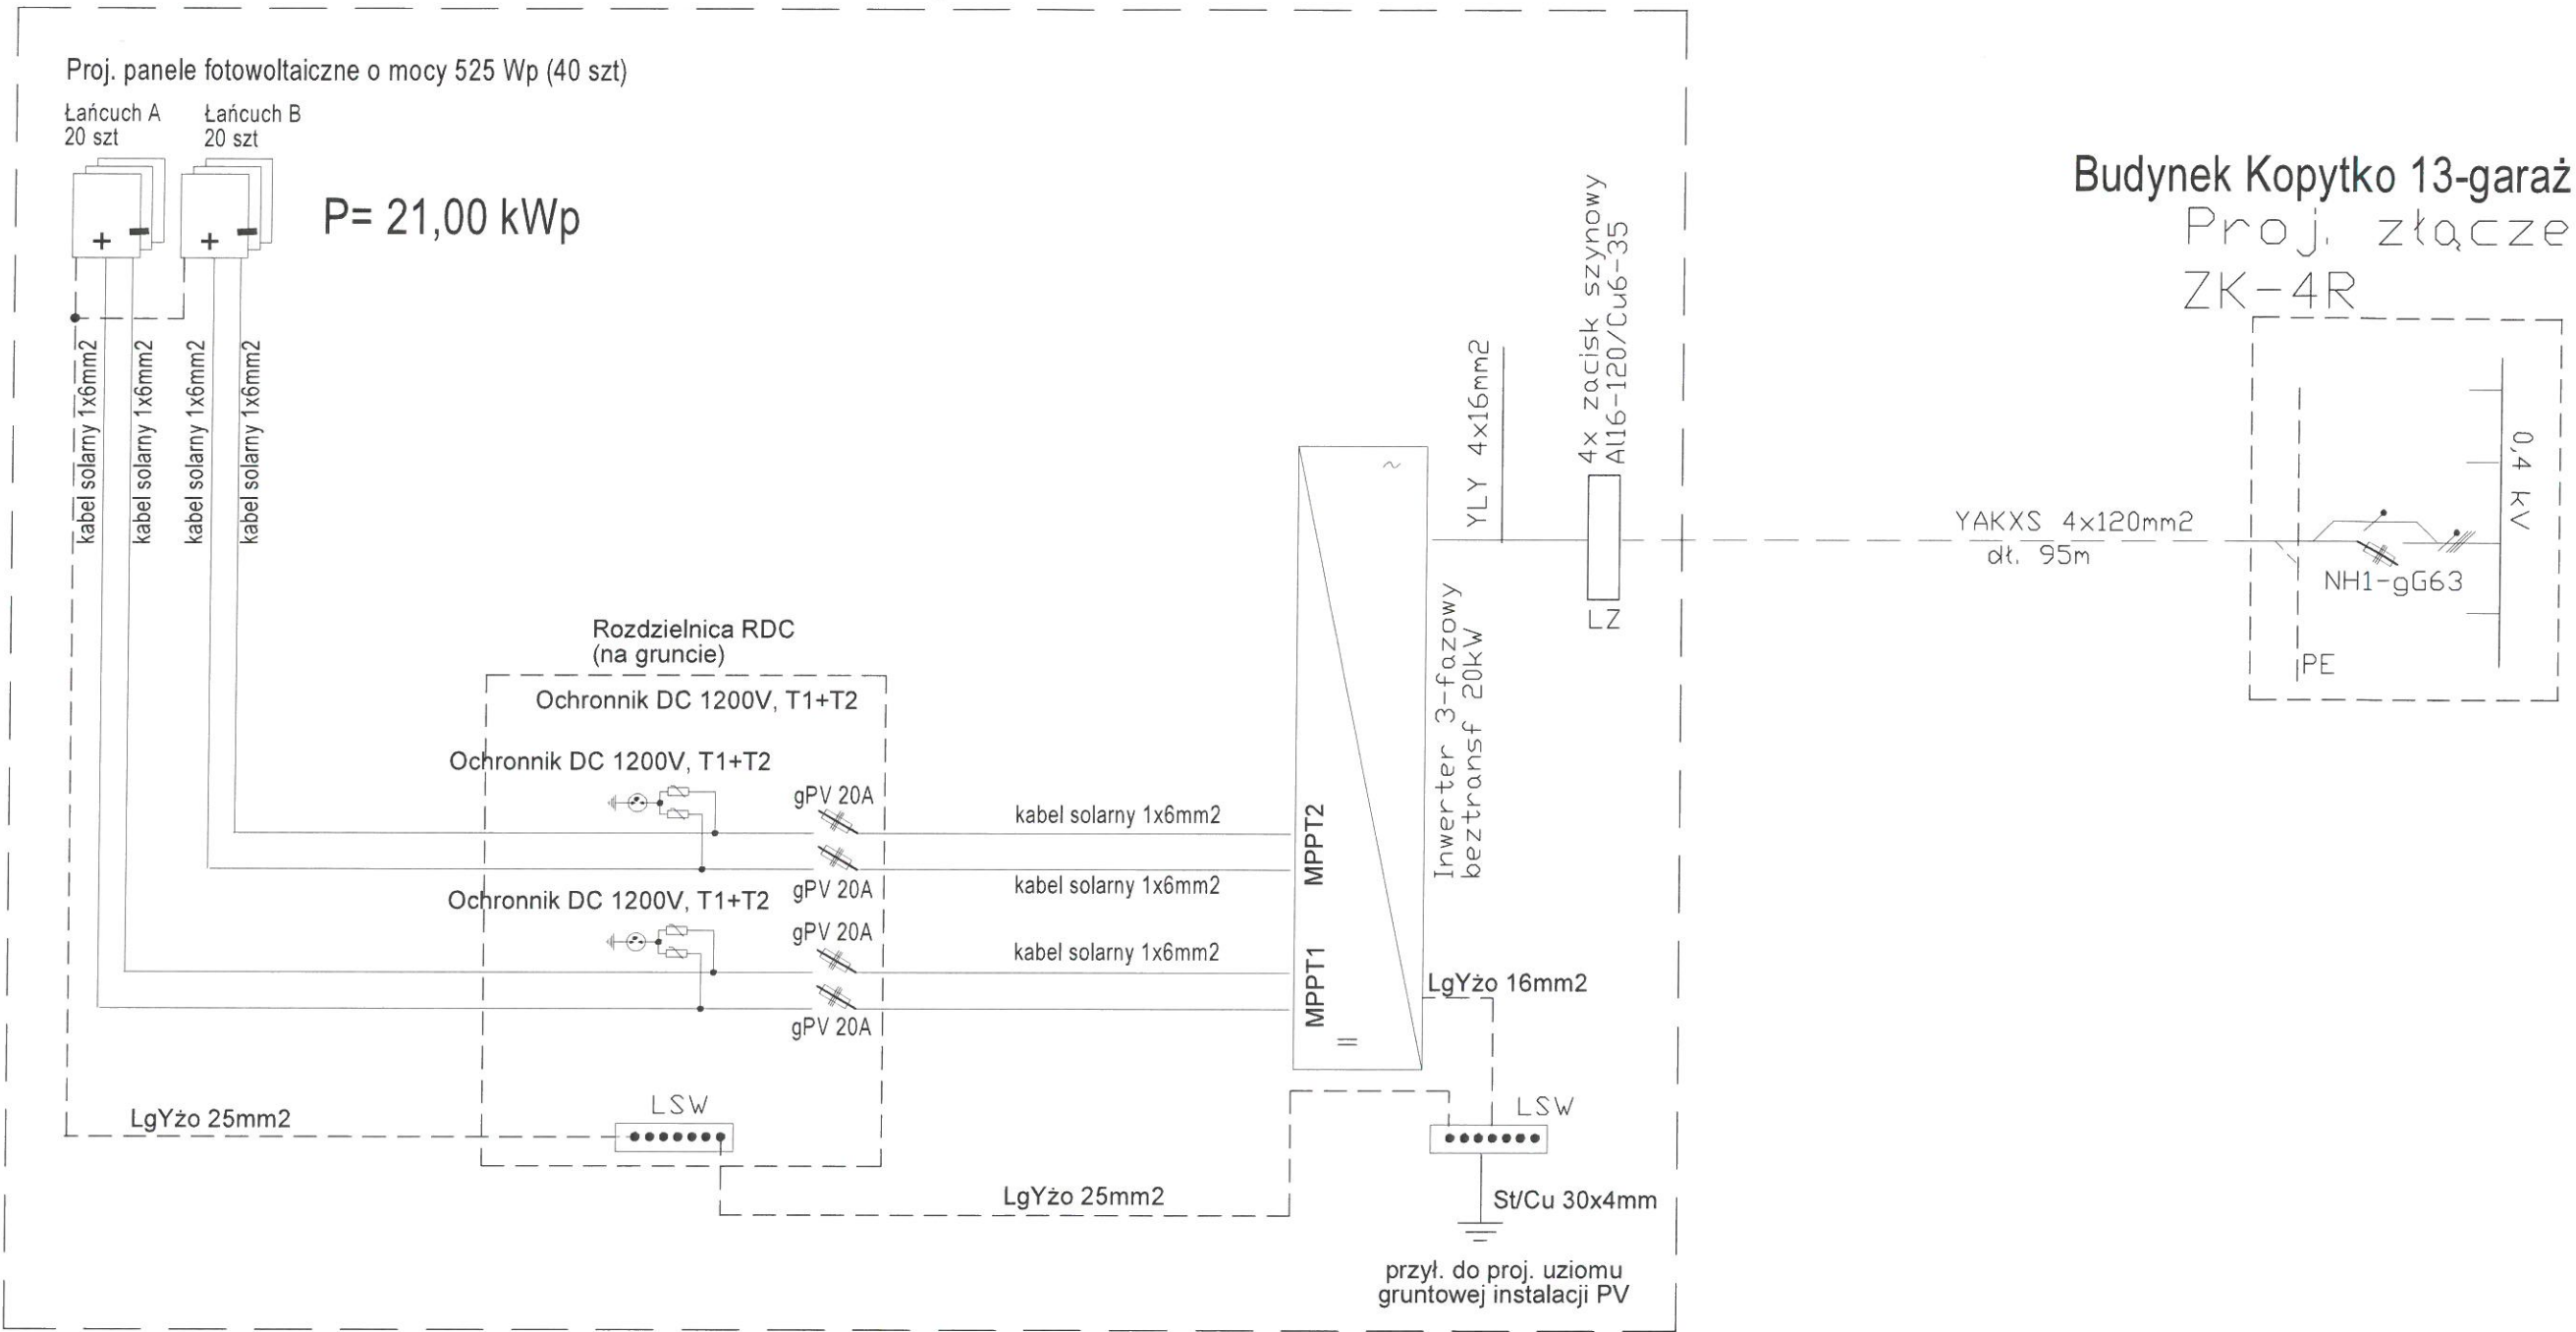 Proj. panele fotowoltaiczne o mocy 525 Wp (40 szt)
Łańcuch A
20 szt
Łańcuch B
20 szt
P= 21,00 kWp
kabel solarny 1x6mm2
kabel solarny 1x6mm2
kabel solarny 1x6mm2
kabel solarny 1x6mm2
Rozdzielnica RDC
(na gruncie)
Ochronnik DC 1200V, T1+T2
Ochronnik DC 1200V, T1+T2
gPV 20A
gPV 20A
Ochronnik DC 1200V, T1+T2
gPV 20A
gPV 20A
kabel solarny 1x6mm2
kabel solarny 1x6mm2
kabel solarny 1x6mm2
MPPT2
MPPT1
~
=
Inwerter 3-fazowy
beztransf 20kW
YLY 4x16mm2
4x zacisk szynowy
Al16-120/Cu6-35
LZ
LgYżo 16mm2
LSW
LgYżo 25mm2
LSW
LgYżo 25mm2
St/Cu 30x4mm
przył. do proj. uziomu
gruntowej instalacji PV
YAKXS 4x120mm2
dł. 95m
Budynek Kopytko 13-garaż
Proj. złącze
ZK-4R
0,4 kV
NH1-gG63
PE